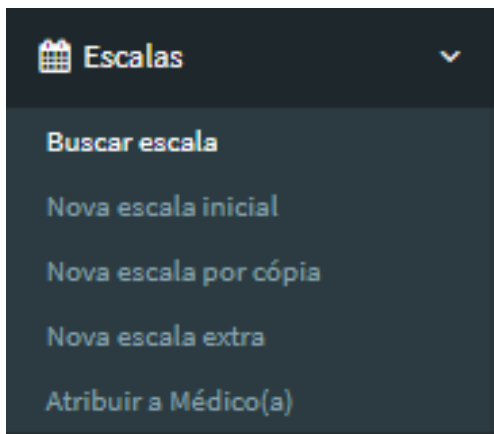 Escalas
Buscar escala
Nova escala inicial
Nova escala por cópia
Nova escala extra
Atribuir a Médico(a)